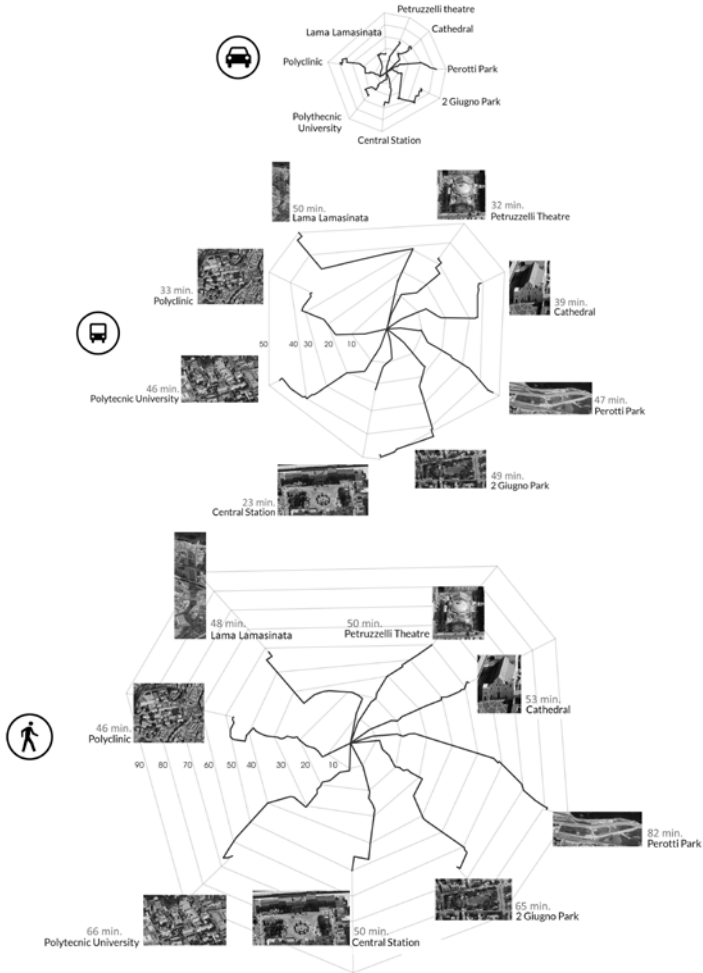 Petruzzelli theatre
Cathedral
Lama Lamasinata
Polyclinic
Perotti Park
2 Giugno Park
Polythecnic
University
Central Station
50 min.
Lama Lamasinata
32 min.
Petruzzelli Theatre
33 min.
Polyclinic
39 min.
Cathedral
50 40 30 20 10
46 min.
Polytecnic University
47 min.
Perotti Park
49 min.
2 Giugno Park
23 min.
Central Station
48 min.
Lama Lamasinata
50 min.
Petruzzelli Theatre
53 min.
Cathedral
46 min.
Polyclinic
90 70 60 50 40 30 20 10
82 min.
Perotti Park
65 min.
2 Giugno Park
66 min.
Polytecnic University
50 min.
Central Station